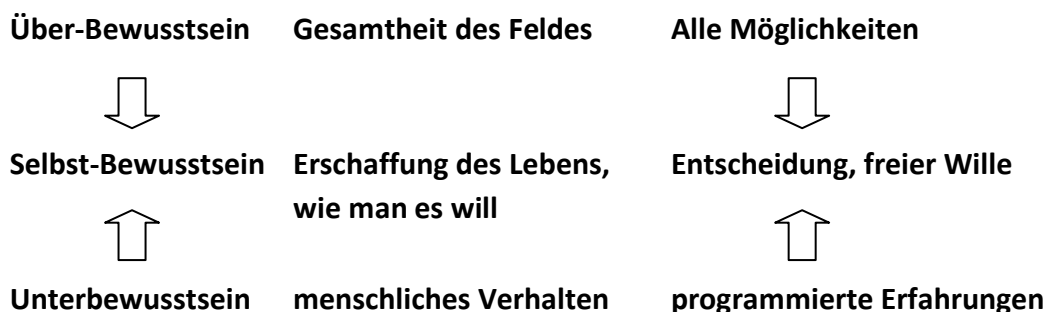 Über-Bewusstsein Gesamtheit des Feldes Alle Möglichkeiten
Selbst-Bewusstsein Erschaffung des Lebens, Entscheidung, freier Wille
wie man es will
Unterbewusstsein menschliches Verhalten programmierte Erfahrungen